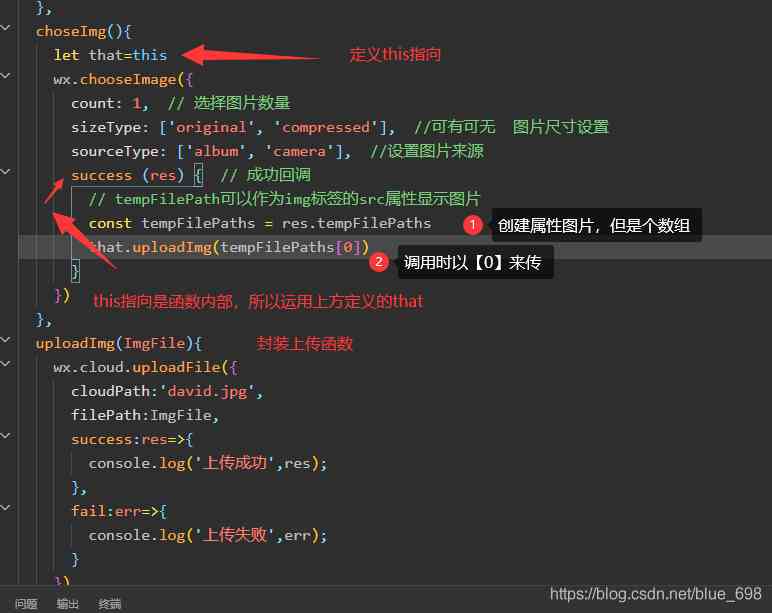 },
choseImg(){
let that=this
定义this指向
wx.chooseImage({
count: 1, // 选择图片数量
sizeType: ['original', 'compressed'], //可有可无 图片尺寸设置
sourceType: ['album', 'camera'], //设置图片来源
success (res) { // 成功回调
// tempFilePath可以作为img标签的src属性显示图片
const tempFilePaths = res.tempFilePaths
1 创建属性图片，但是个数组
that.uploadImg(tempFilePaths[0])
2 调用时以【0】来传
}
})
this指向是函数内部，所以运用上方定义的that
},
uploadImg(ImgFile){
封装上传函数
wx.cloud.uploadFile({
cloudPath:'david.jpg',
filePath:ImgFile,
success:res=>{
console.log('上传成功',res);
},
fail:err=>{
console.log('上传失败',err);
}
})
问题 输出 终端
https://blog.csdn.net/blue_698